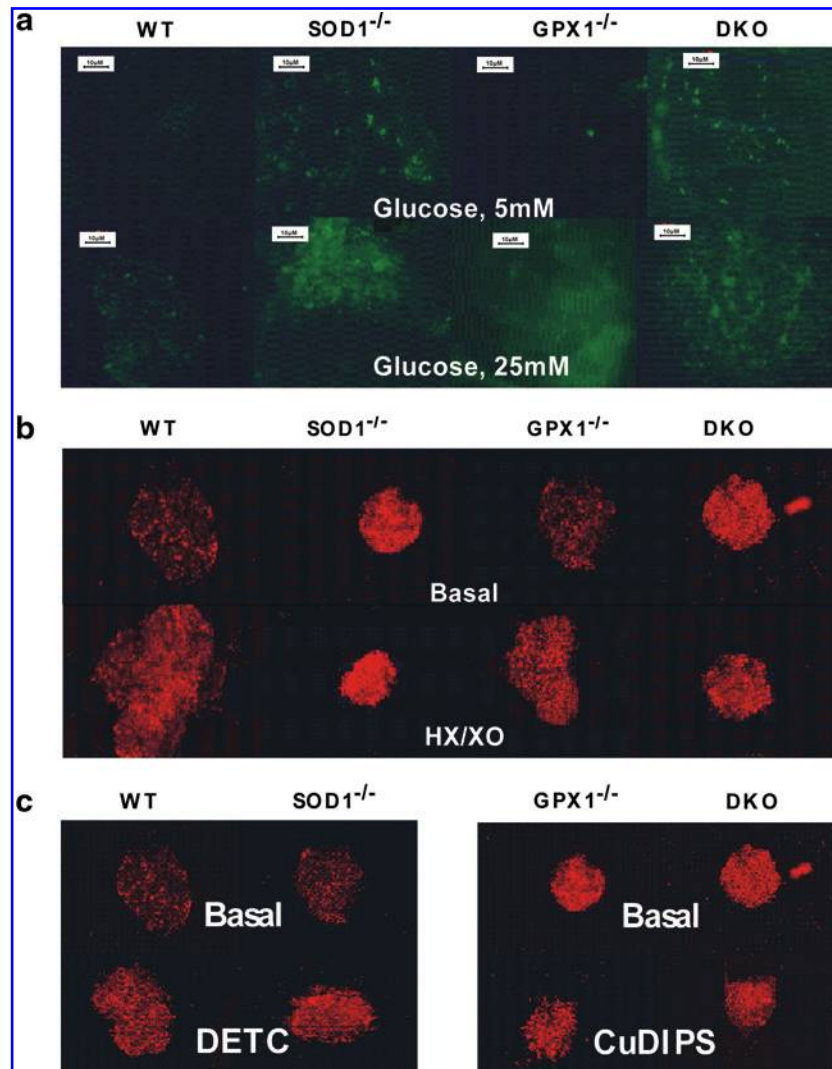 a
WT SOD1-/- GPX1-/- DKO
10μM 10μM 10μM 10μM
Glucose, 5mM
10μM 10μM 10μM 10μM
Glucose, 25mM
b
WT SOD1-/- GPX1-/- DKO
Basal
HX/XO
c
WT SOD1-/- GPX1-/- DKO
Basal Basal
DETC CuDIPS